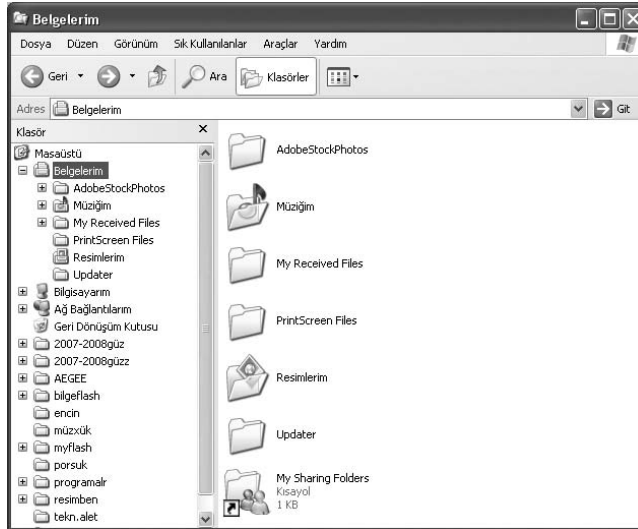 Belgelerim
Dosya Düzen Görünüm Sık Kullanılanlar Araçlar Yardım
Geri Ara Klasörler
Adres Belgelerim Git
Klasör
Masaüstü
Belgelerim
AdobeStockPhotos
Müziğim
My Received Files
PrintScreen Files
Resimlerim
Updater
Bilgisayarım
Ağ Bağlantılarım
Geri Dönüşüm Kutusu
2007-2008güz
2007-2008güzz
AEGEE
bilgeflash
encin
müzxük
myflash
porsuk
programalr
resimben
tekn.alet
AdobeStockPhotos
Müziğim
My Received Files
PrintScreen Files
Resimlerim
Updater
My Sharing Folders
Kısayol
1 KB